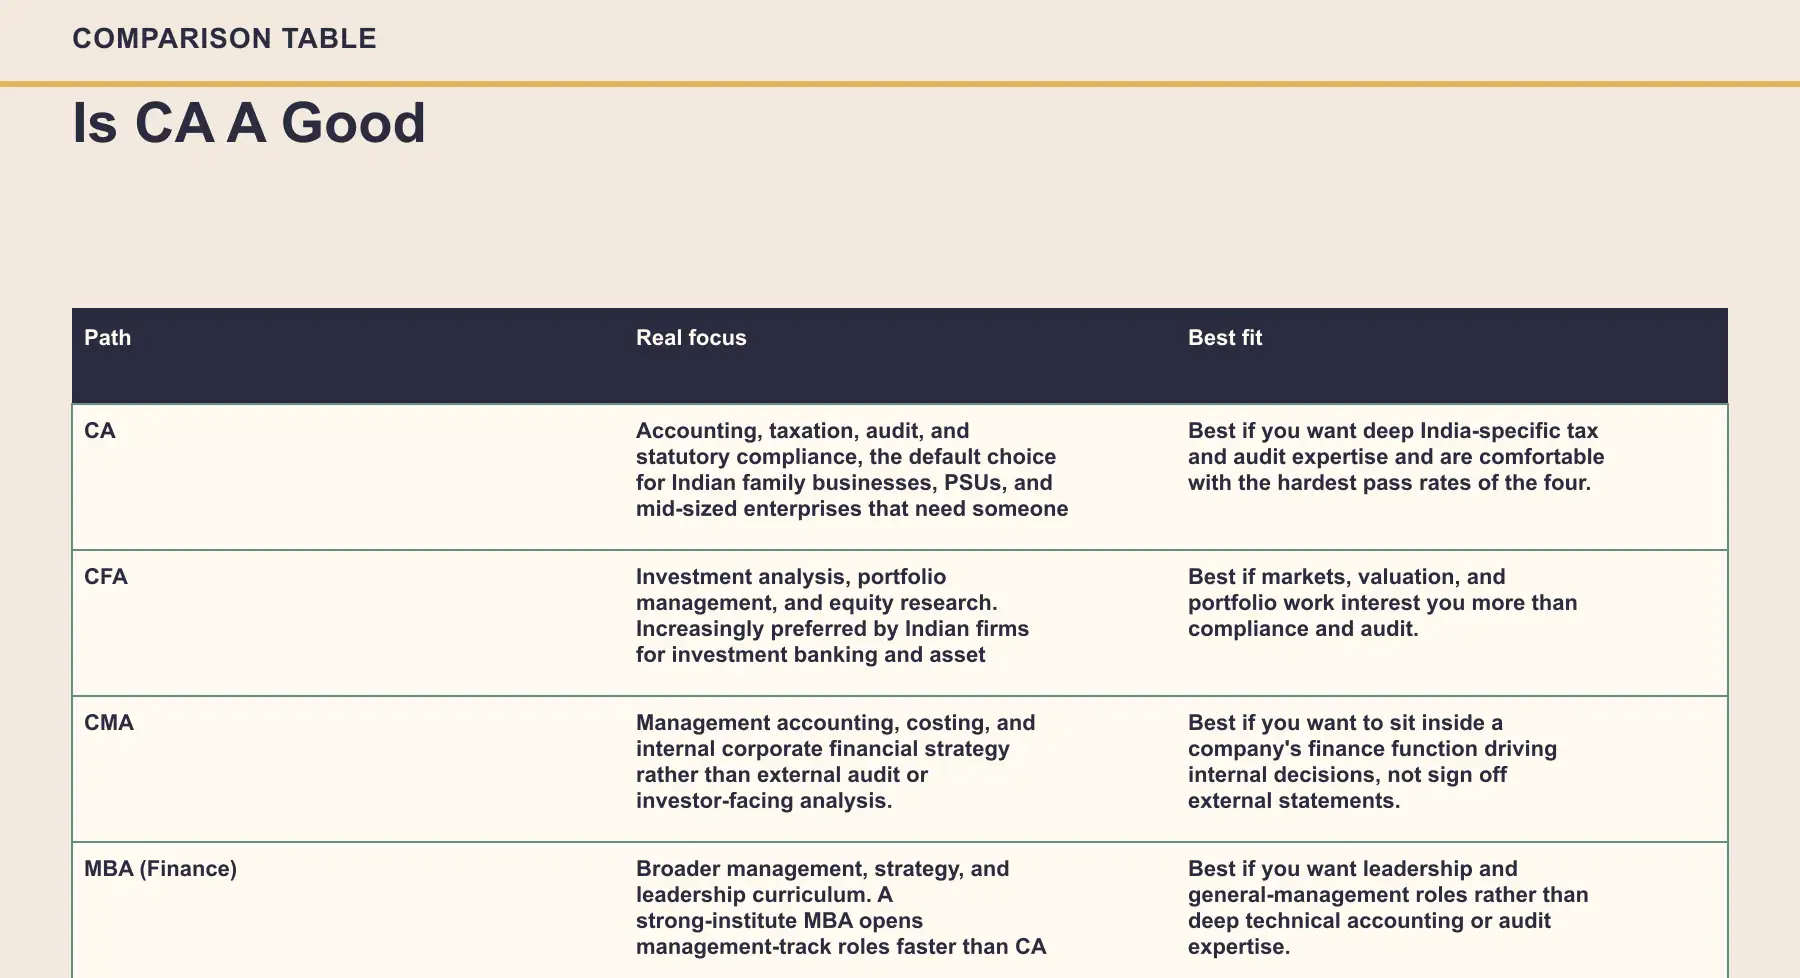 COMPARISON TABLE
Is CA A Good
Path
Real focus
Best fit
CA
Accounting, taxation, audit, and
statutory compliance, the default choice
for Indian family businesses, PSUs, and
mid-sized enterprises that need someone
Best if you want deep India-specific tax
and audit expertise and are comfortable
with the hardest pass rates of the four.
CFA
Investment analysis, portfolio
management, and equity research.
Increasingly preferred by Indian firms
for investment banking and asset
Best if markets, valuation, and
portfolio work interest you more than
compliance and audit.
CMA
Management accounting, costing, and
internal corporate financial strategy
rather than external audit or
investor-facing analysis.
Best if you want to sit inside a
company's finance function driving
internal decisions, not sign off
external statements.
MBA (Finance)
Broader management, strategy, and
leadership curriculum. A
strong-institute MBA opens
management-track roles faster than CA
Best if you want leadership and
general-management roles rather than
deep technical accounting or audit
expertise.